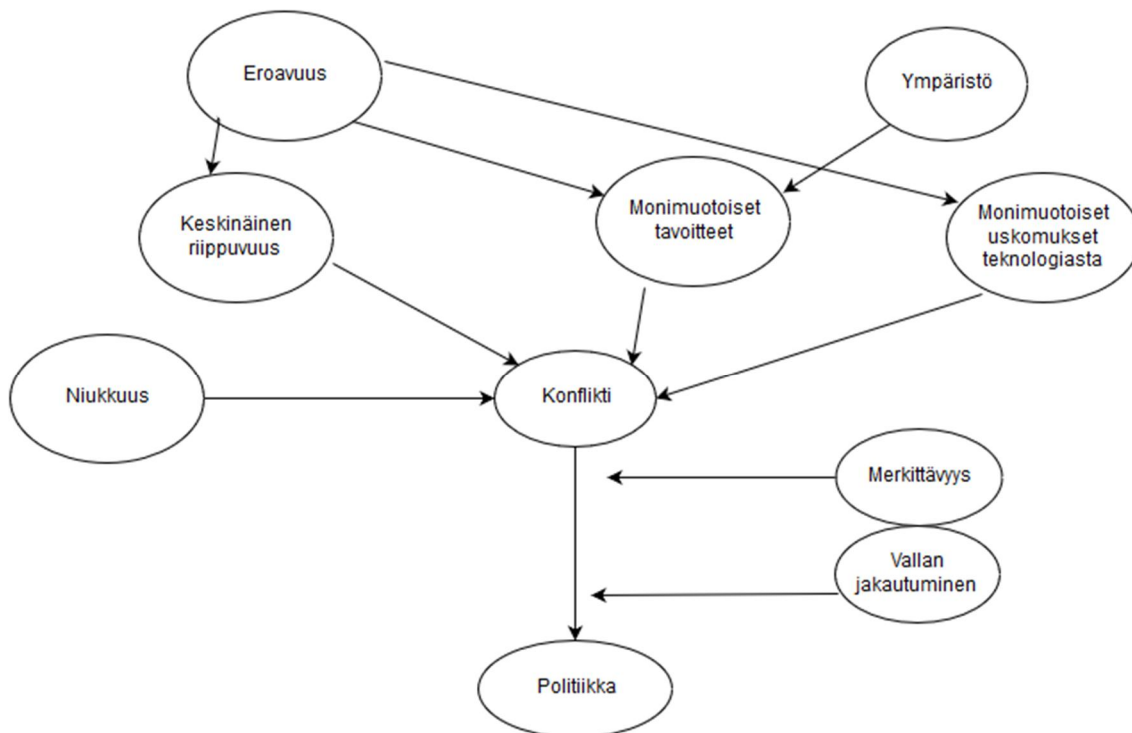 Eroavuus
Ympäristö
Keskinäinen
riippuvuus
Monimuotoiset
tavoitteet
Monimuotoiset
uskomukset
teknologiasta
Niukkuus
Konflikti
Merkittävyys
Vallan
jakautuminen
Politiikka